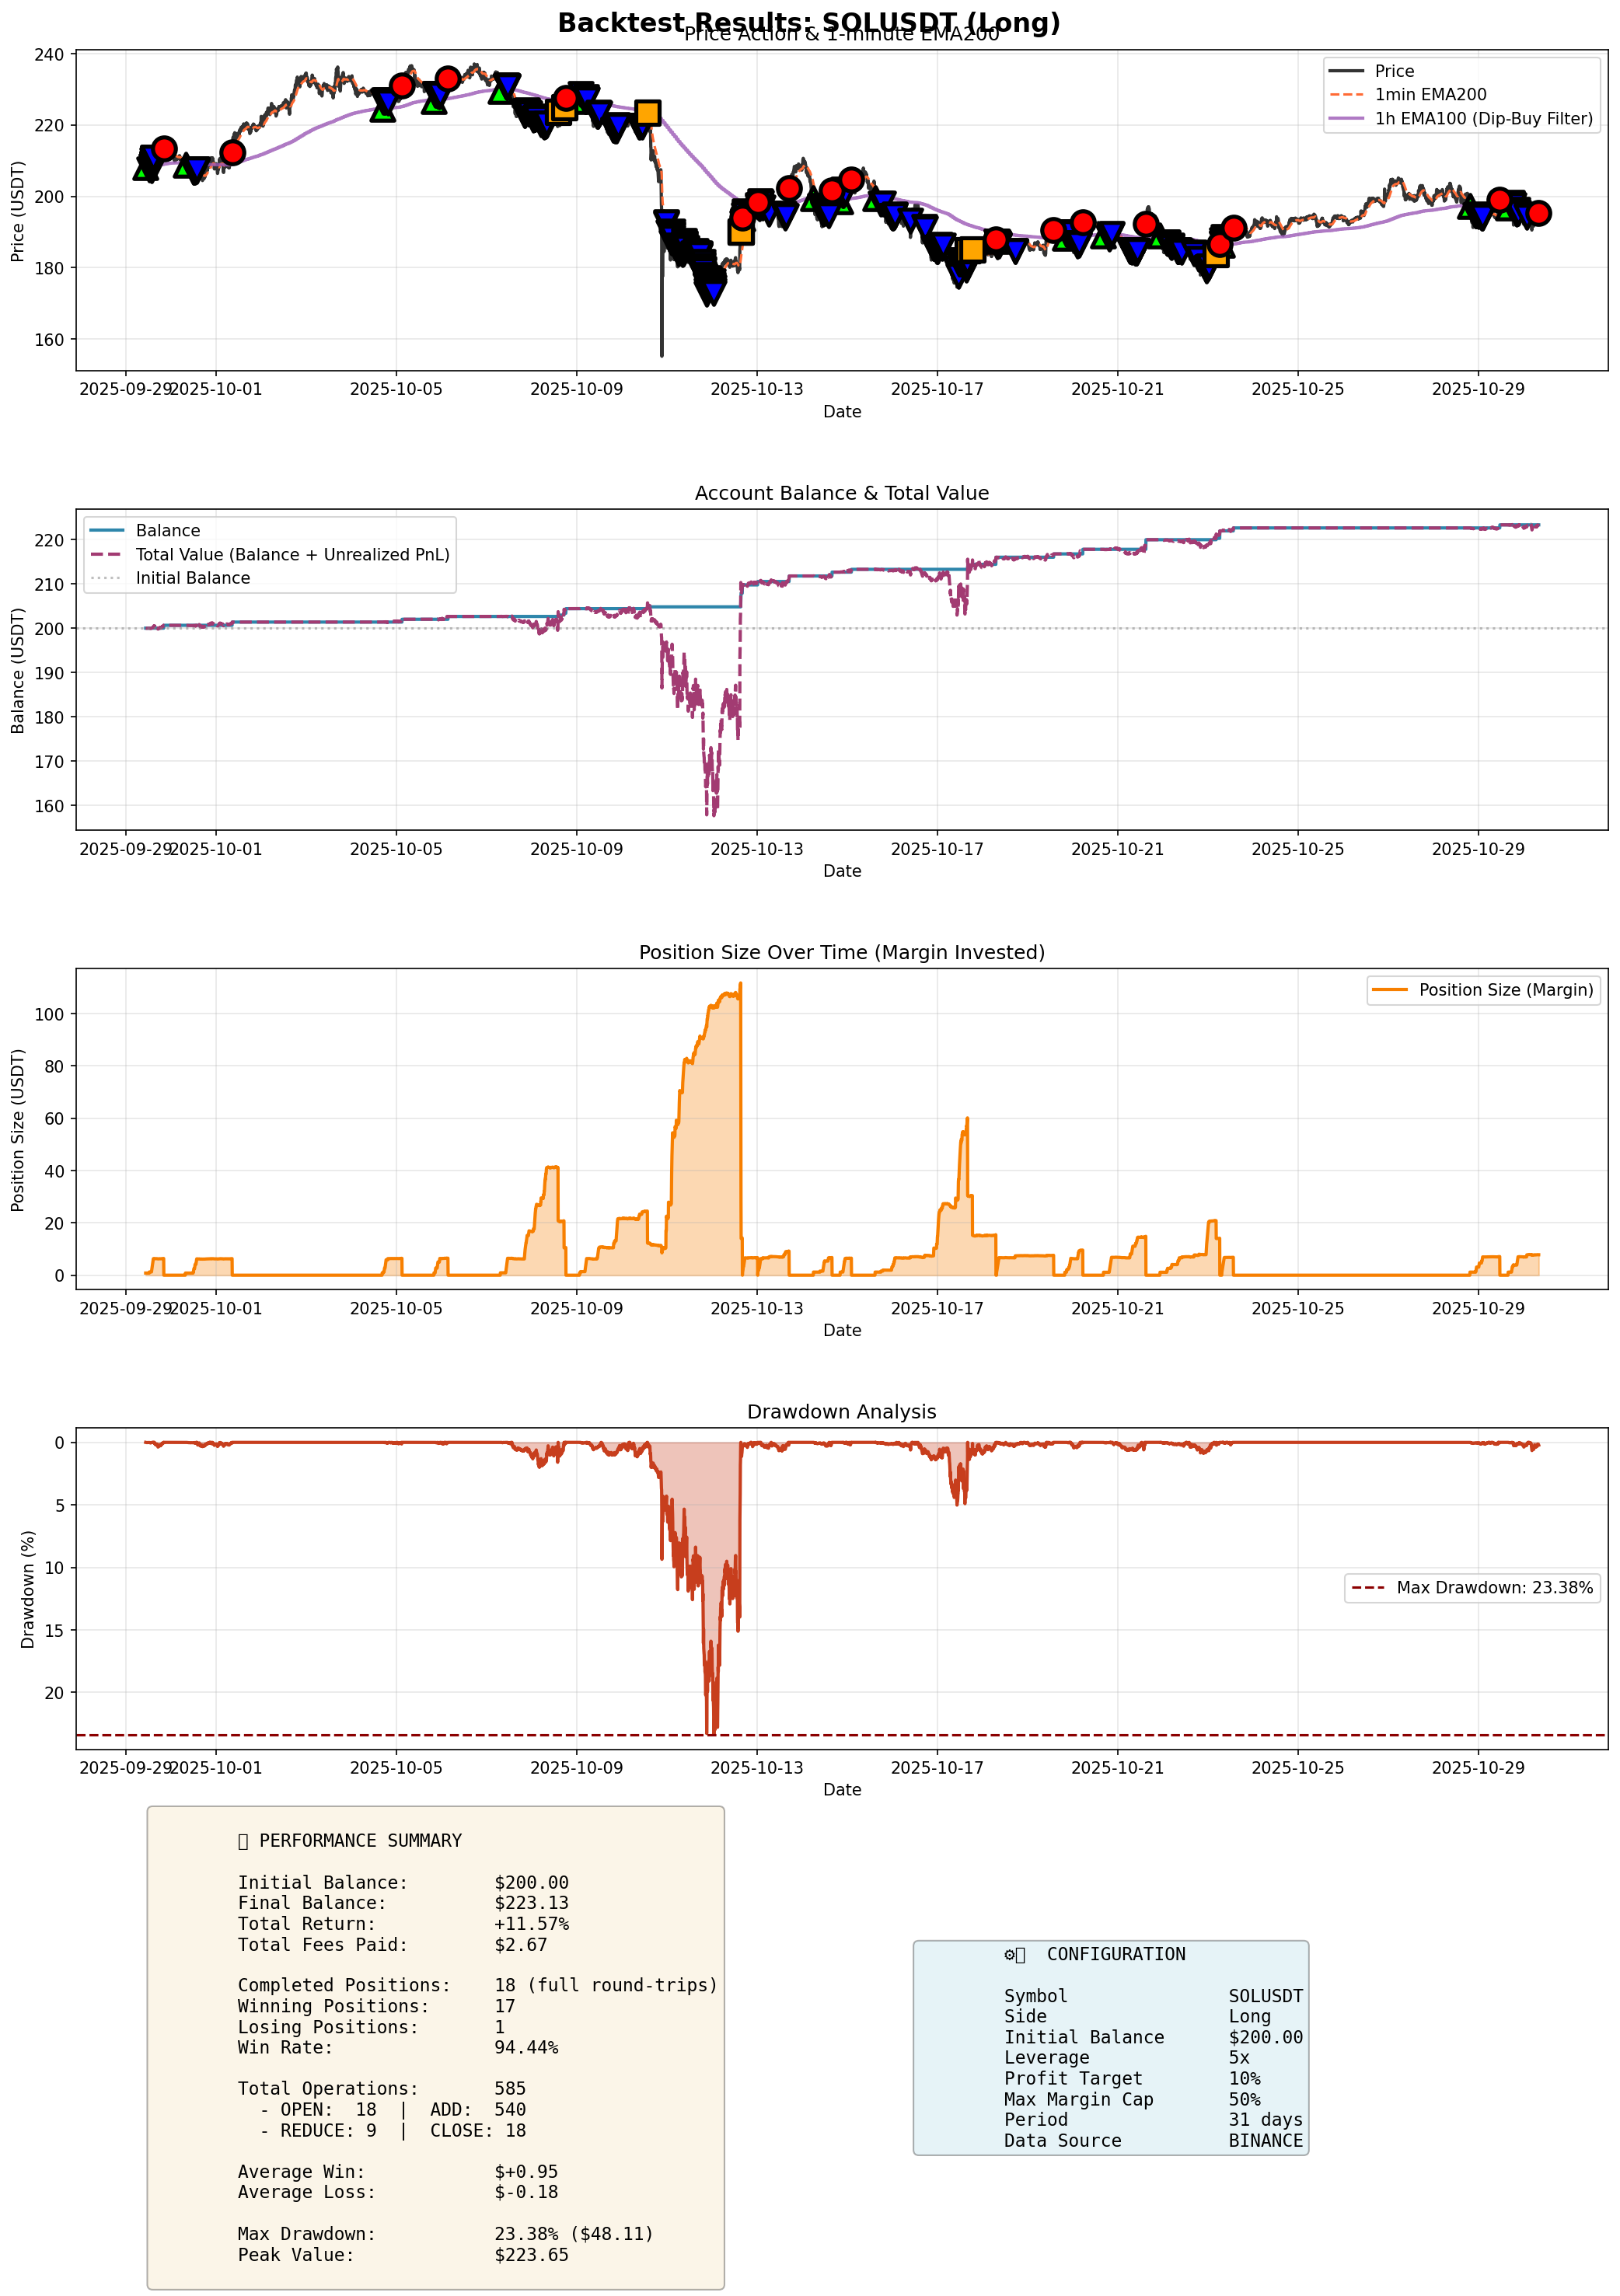 Backtest Results: SOLUSDT (Long)
Price Action & 1-minute EMA200
Price (USDT)
240
220
200
180
160
Price
1min EMA200
1h EMA100 (Dip-Buy Filter)
2025-09-29 2025-10-01 2025-10-05 2025-10-09 2025-10-13 2025-10-17 2025-10-21 2025-10-25 2025-10-29
Date
Account Balance & Total Value
Balance (USDT)
220
210
200
190
180
170
160
Balance
Total Value (Balance + Unrealized PnL)
Initial Balance
2025-09-29 2025-10-01 2025-10-05 2025-10-09 2025-10-13 2025-10-17 2025-10-21 2025-10-25 2025-10-29
Date
Position Size Over Time (Margin Invested)
Position Size (USDT)
100
80
60
40
20
0
Position Size (Margin)
2025-09-29 2025-10-01 2025-10-05 2025-10-09 2025-10-13 2025-10-17 2025-10-21 2025-10-25 2025-10-29
Date
Drawdown Analysis
Drawdown (%)
0
5
10
15
20
Max Drawdown: 23.38%
2025-09-29 2025-10-01 2025-10-05 2025-10-09 2025-10-13 2025-10-17 2025-10-21 2025-10-25 2025-10-29
Date
PERFORMANCE SUMMARY
Initial Balance: $200.00
Final Balance: $223.13
Total Return: +11.57%
Total Fees Paid: $2.67
Completed Positions: 18 (full round-trips)
Winning Positions: 17
Losing Positions: 1
Win Rate: 94.44%
Total Operations: 585
- OPEN: 18 | ADD: 540
- REDUCE: 9 | CLOSE: 18
Average Win: $+0.95
Average Loss: $-0.18
Max Drawdown: 23.38% ($48.11)
Peak Value: $223.65
⚙ CONFIGURATION
Symbol SOLUSDT
Side Long
Initial Balance $200.00
Leverage 5x
Profit Target 10%
Max Margin Cap 50%
Period 31 days
Data Source BINANCE